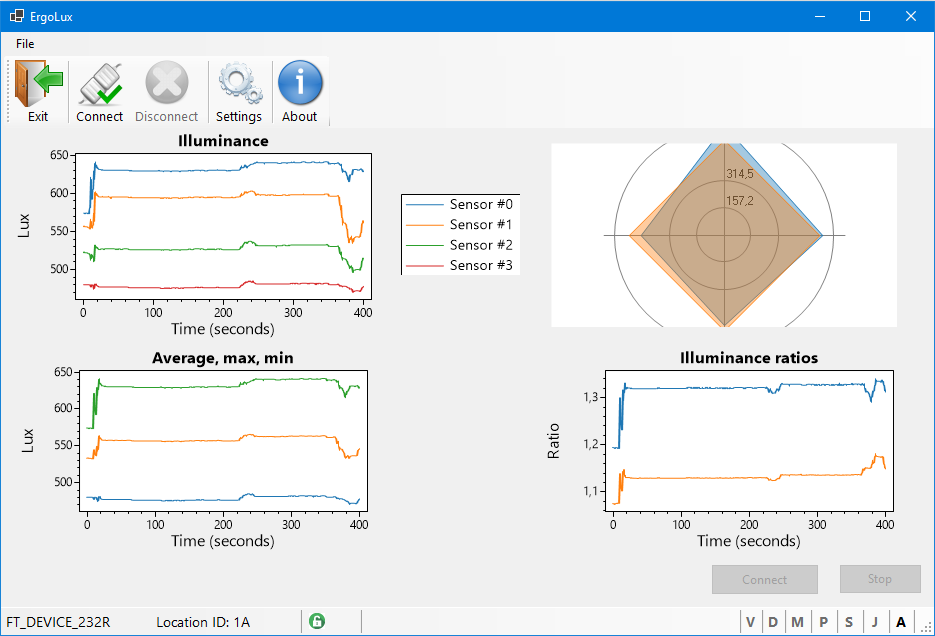 ErgoLux
File
Exit Connect Disconnect Settings About
Illuminance
650
600
550
500
Lux
0 100 200 300 400
Time (seconds)
Sensor #0
Sensor #1
Sensor #2
Sensor #3
314,5
157,2
Average, max, min
650
600
550
500
Lux
0 100 200 300 400
Time (seconds)
Illuminance ratios
1,3
1,2
1,1
Ratio
0 100 200 300 400
Time (seconds)
Connect Stop
FT_DEVICE_232R Location ID: 1A V D M P S J A